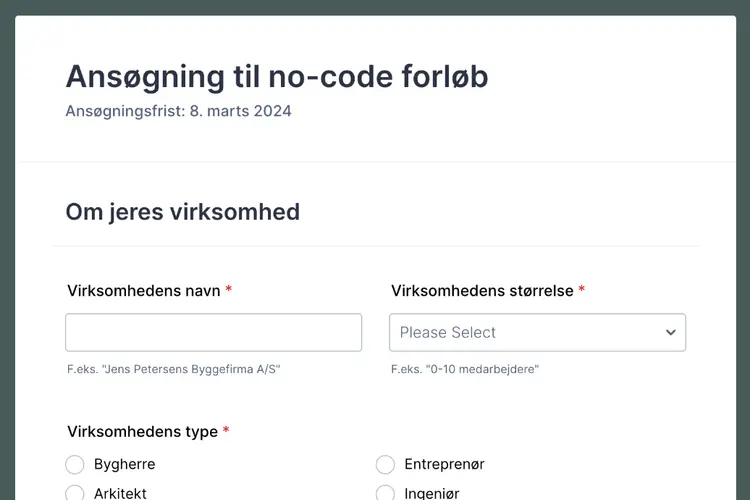 Ansøgning til no-code forløb
Ansøgningsfrist: 8. marts 2024
Om jeres virksomhed
Virksomhedens navn *
Virksomhedens størrelse *
Please Select
F.eks. "Jens Petersens Byggefirma A/S"
F.eks. "0-10 medarbejdere"
Virksomhedens type *
Bygherre
Entreprenør
Arkitekt
Ingeniør